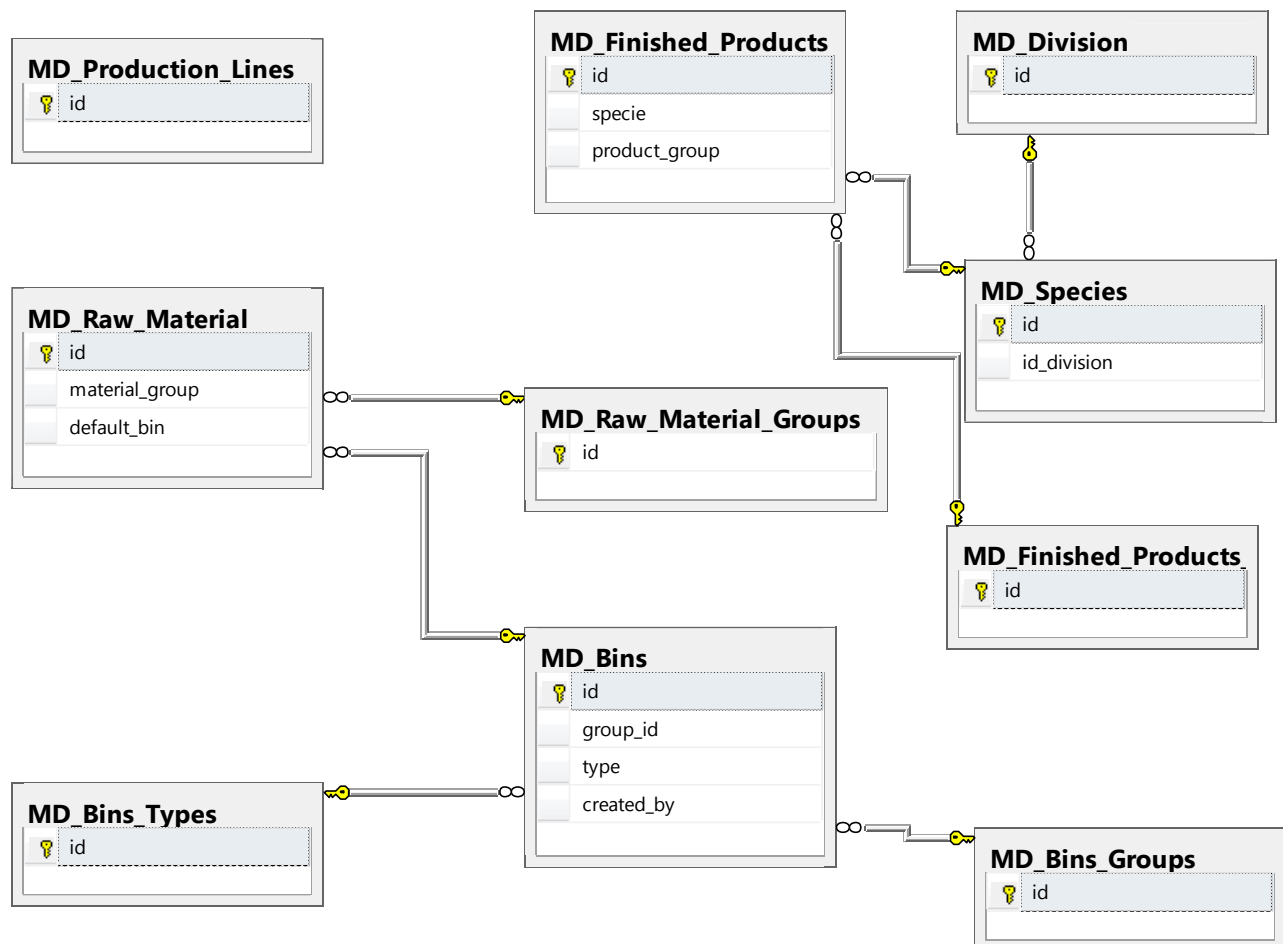 MD_Production_Lines
id
MD_Finished_Products
id
specie
product_group
MD_Division
id
MD_Species
id
id_division
MD_Raw_Material
id
material_group
default_bin
MD_Raw_Material_Groups
id
MD_Finished_Products_
id
MD_Bins
id
group_id
type
created_by
MD_Bins_Types
id
MD_Bins_Groups
id